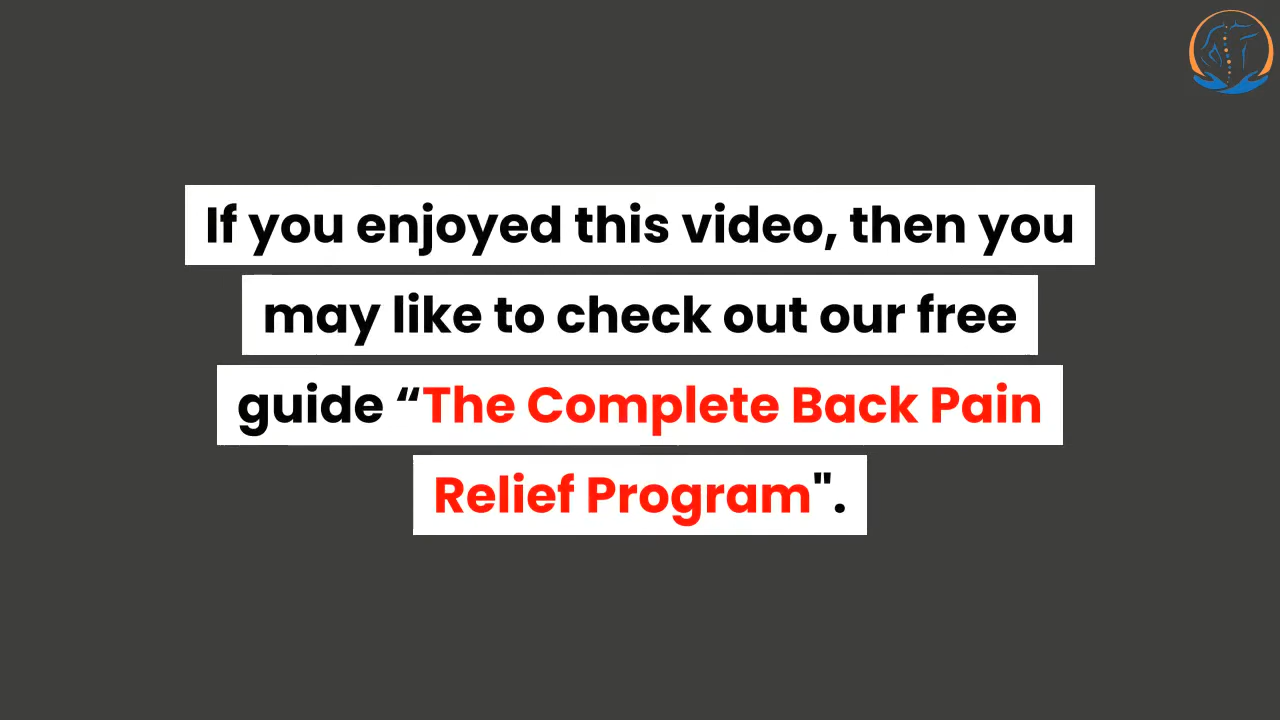 If you enjoyed this video, then you
may like to check out our free
guide “The Complete Back Pain
Relief Program".